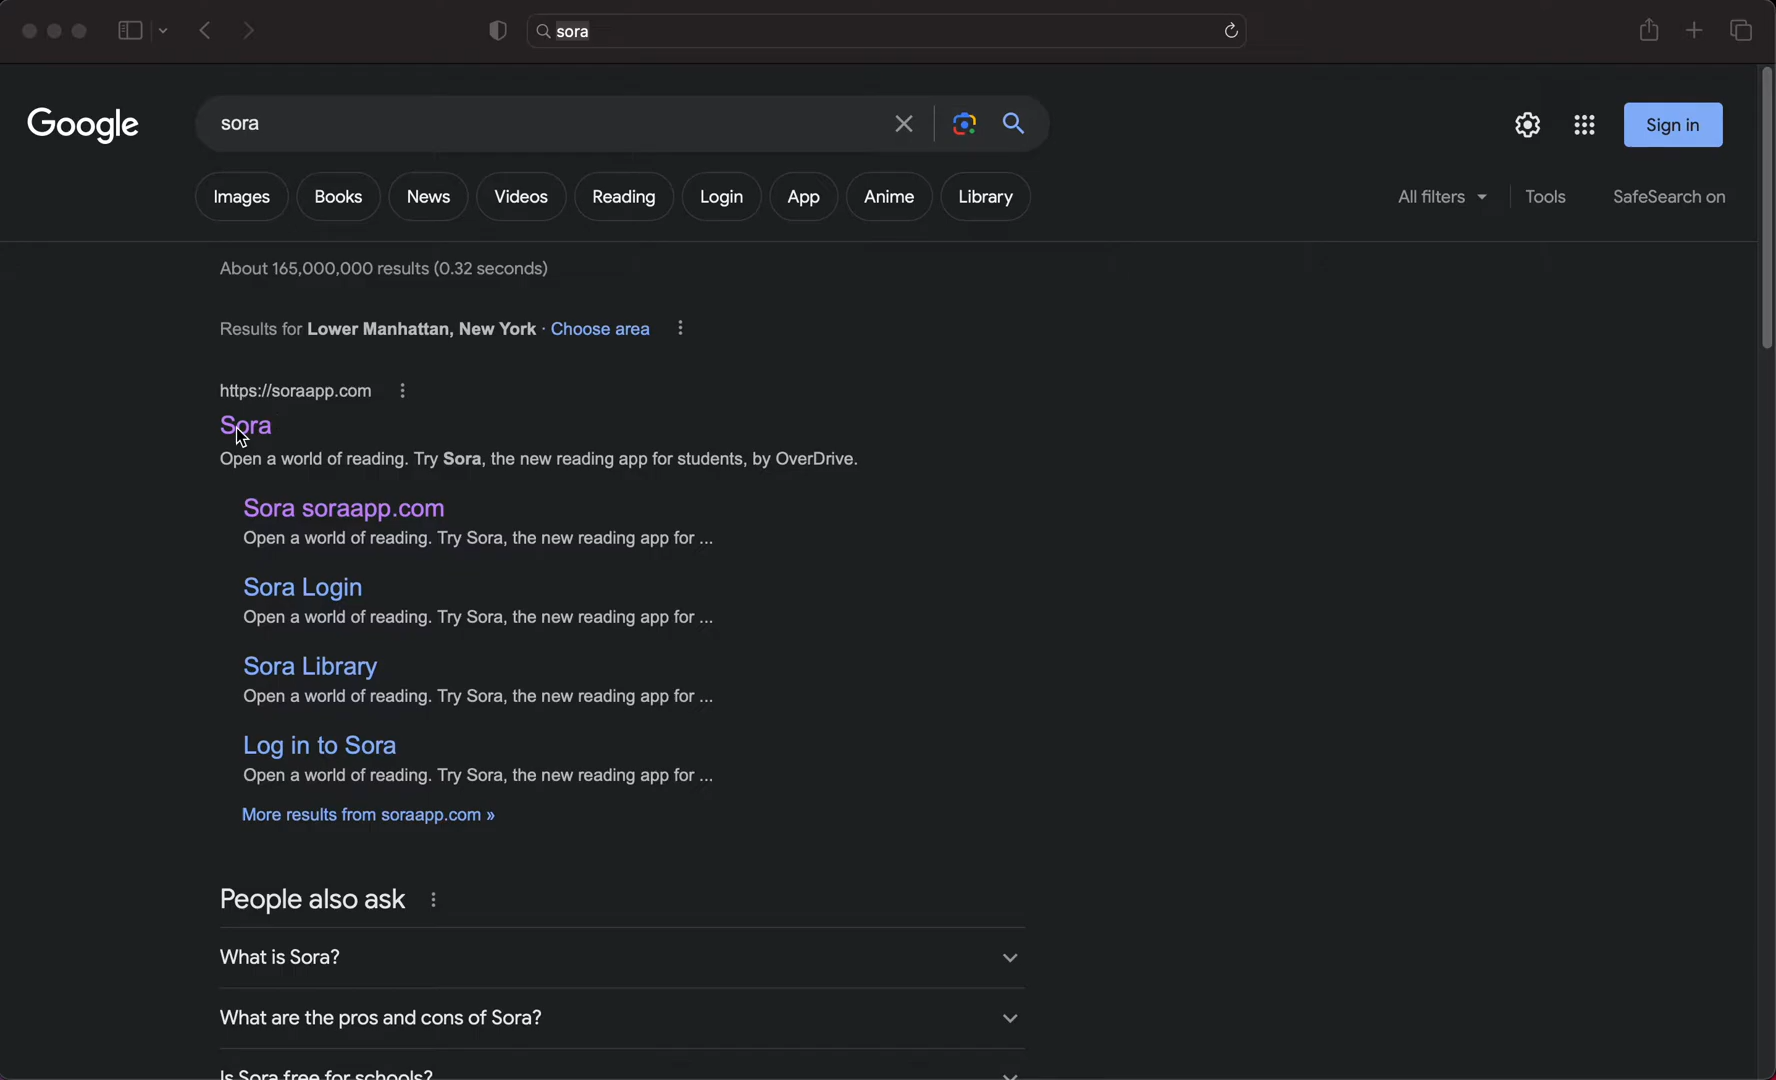 sora
Google
sora
Sign in
Images Books News Videos Reading Login App Anime Library All filters Tools SafeSearch on
About 165,000,000 results (0.32 seconds)
Results for Lower Manhattan, New York · Choose area
https://soraapp.com
Sora
Open a world of reading. Try Sora, the new reading app for students, by OverDrive.
Sora soraapp.com
Open a world of reading. Try Sora, the new reading app for ...
Sora Login
Open a world of reading. Try Sora, the new reading app for ...
Sora Library
Open a world of reading. Try Sora, the new reading app for ...
Log in to Sora
Open a world of reading. Try Sora, the new reading app for ...
More results from soraapp.com »
People also ask
What is Sora?
What are the pros and cons of Sora?
Is Sora free for schools?